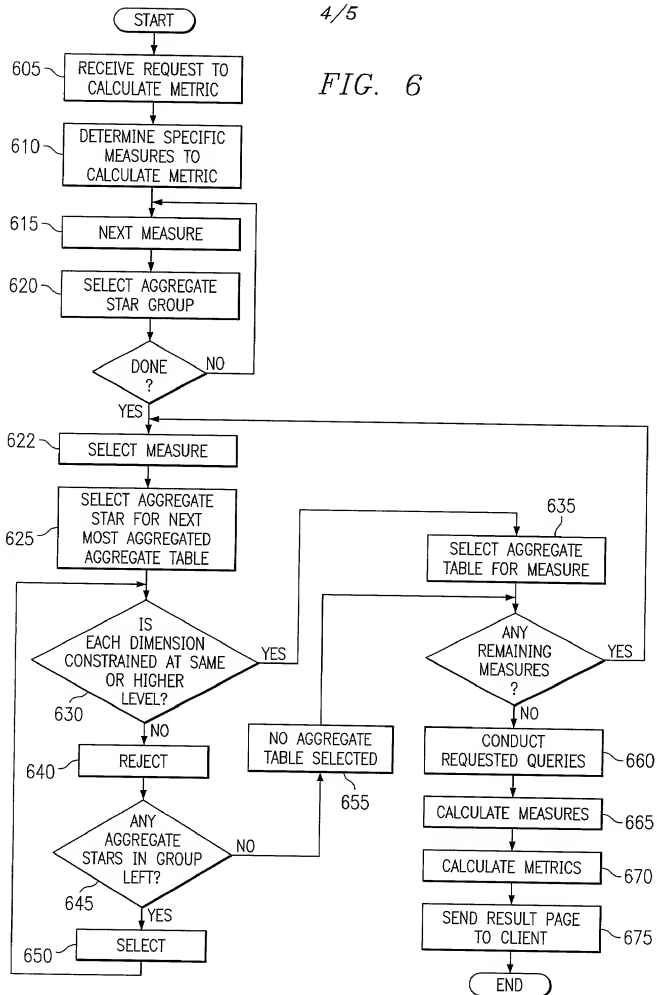 4/5
FIG. 6
START
605
RECEIVE REQUEST TO
CALCULATE METRIC
610
DETERMINE SPECIFIC
MEASURES TO
CALCULATE METRIC
615
NEXT MEASURE
620
SELECT AGGREGATE
STAR GROUP
DONE
?
NO
YES
622
SELECT MEASURE
625
SELECT AGGREGATE
STAR FOR NEXT
MOST AGGREGATED
AGGREGATE TABLE
IS
EACH DIMENSION
CONSTRAINED AT SAME
OR HIGHER
LEVEL?
630
YES
NO
640
REJECT
ANY
AGGREGATE
STARS IN GROUP
LEFT?
645
NO
YES
650
SELECT
NO AGGREGATE
TABLE SELECTED
655
635
SELECT AGGREGATE
TABLE FOR MEASURE
ANY
REMAINING
MEASURES
?
YES
NO
CONDUCT
REQUESTED QUERIES
660
CALCULATE MEASURES
665
CALCULATE METRICS
670
SEND RESULT PAGE
TO CLIENT
675
END